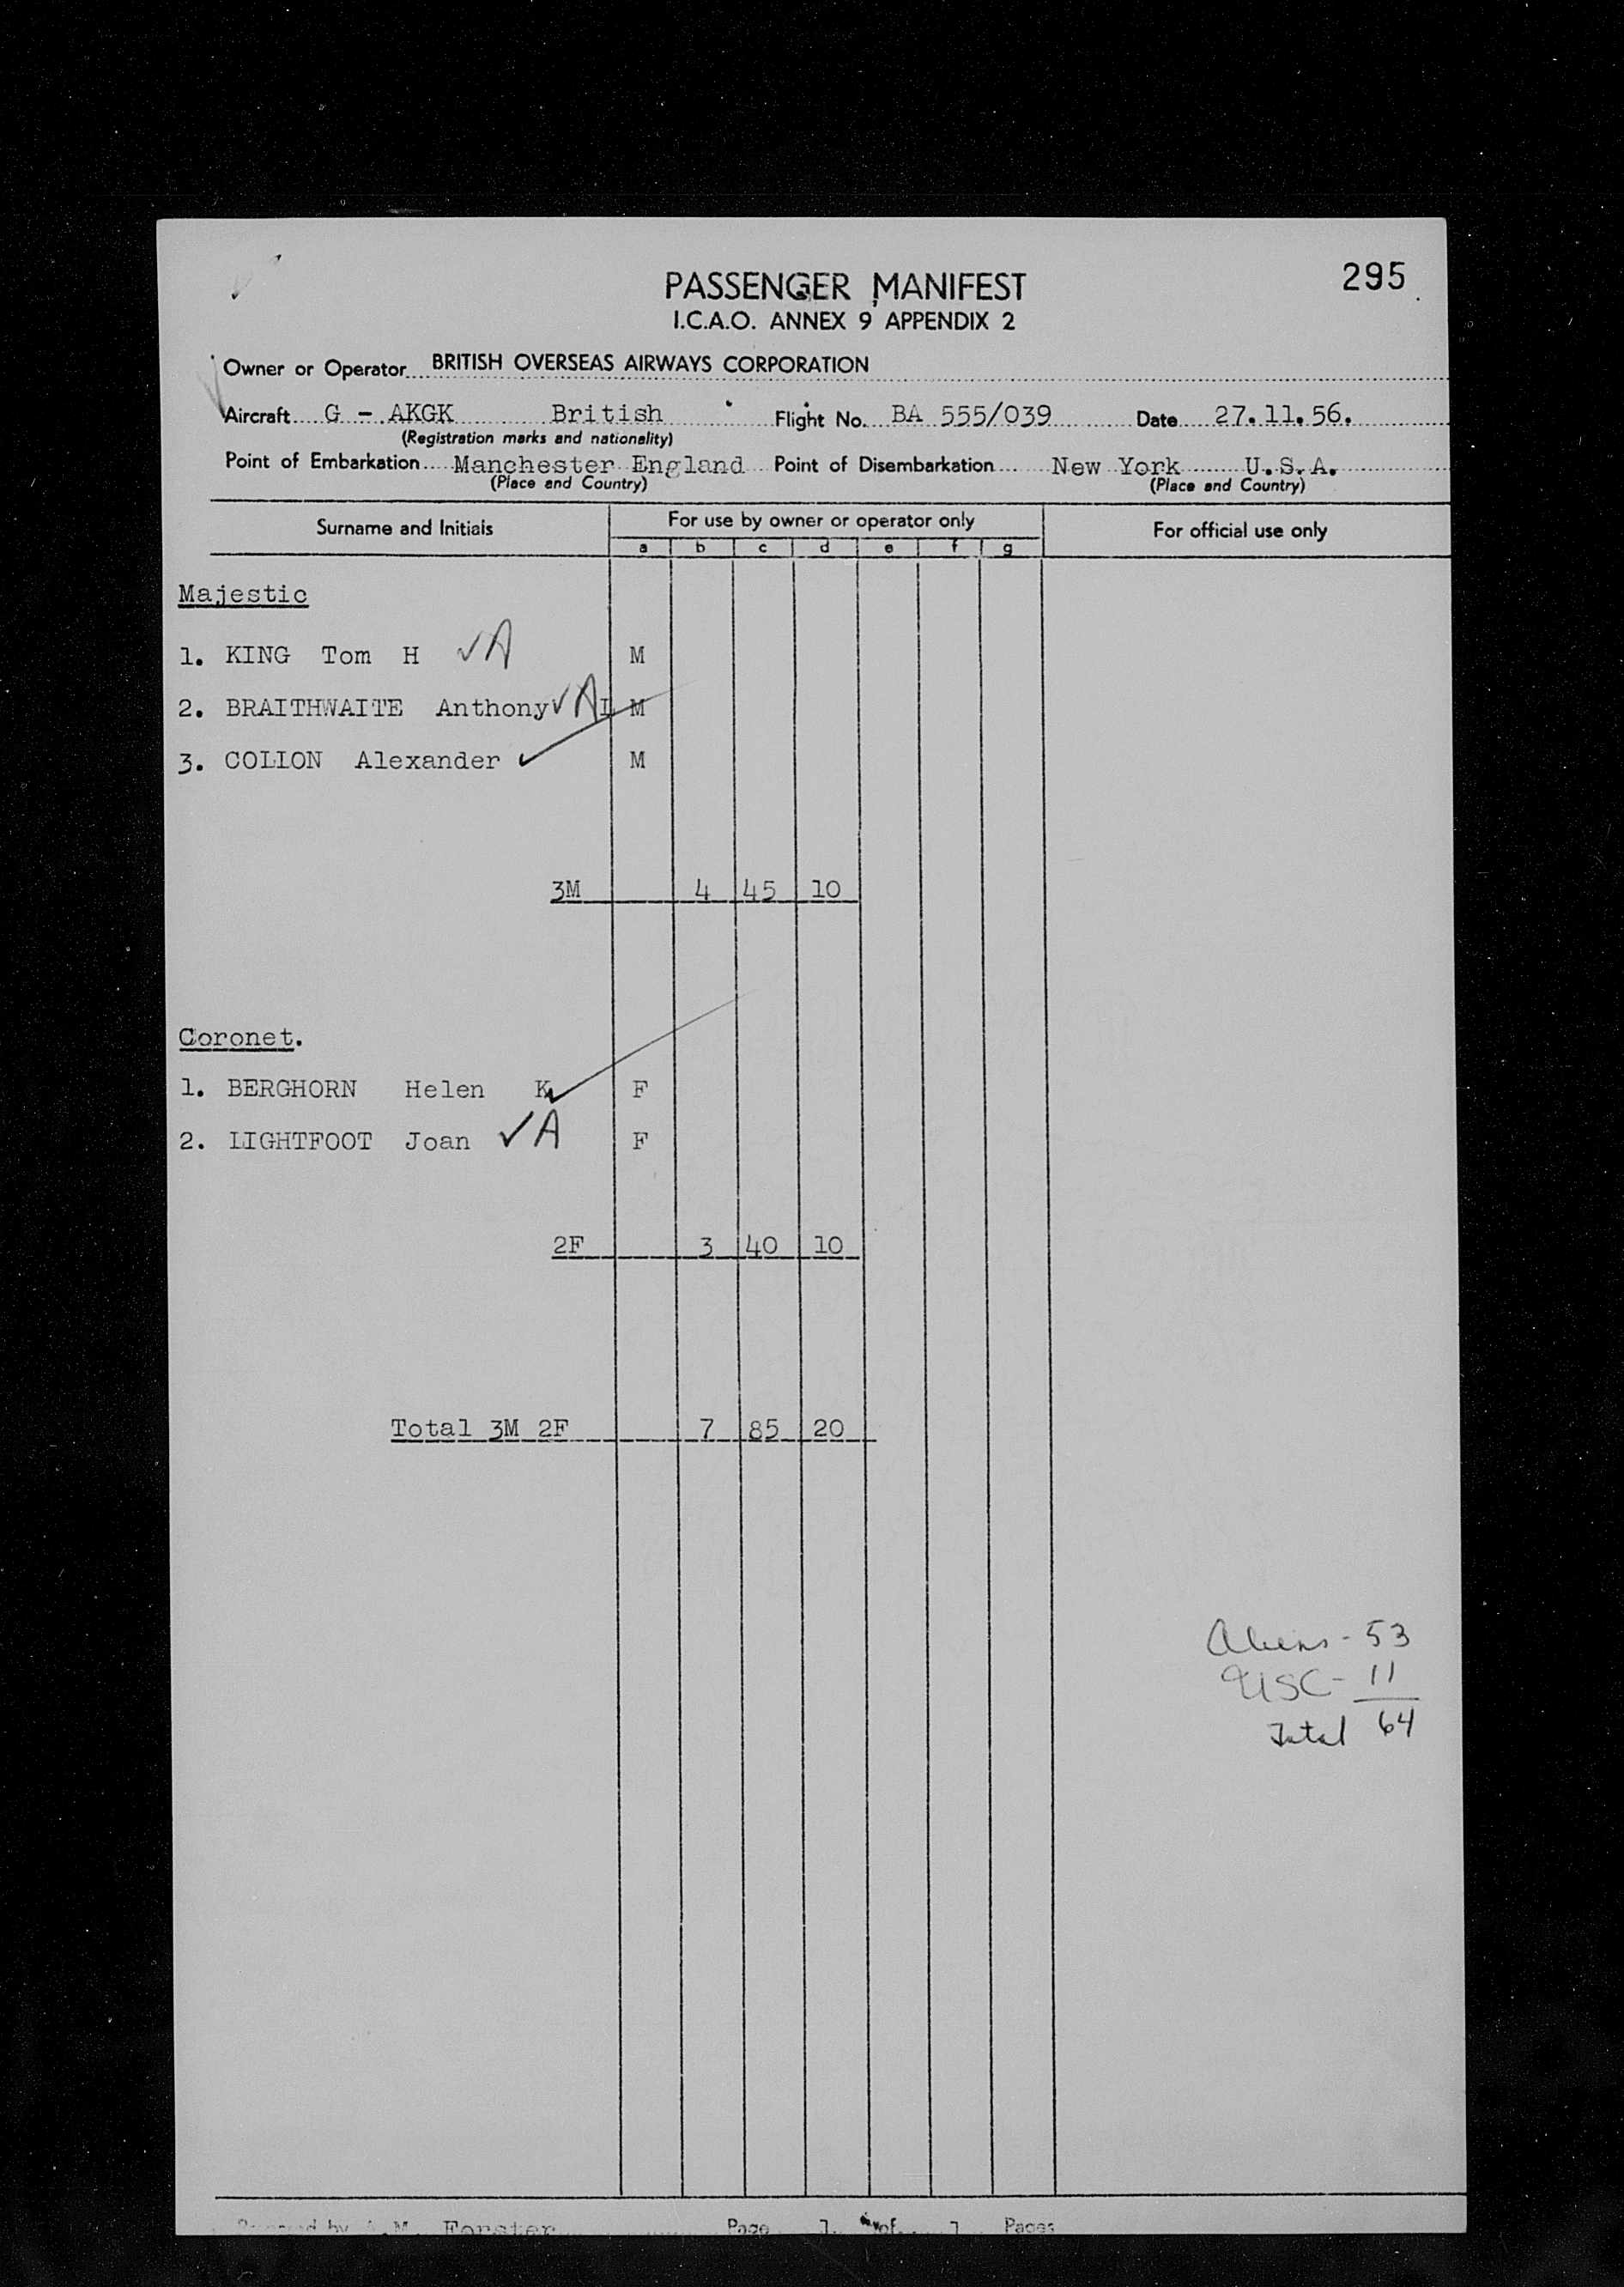 295
PASSENGER MANIFEST
I.C.A.O. ANNEX 9 APPENDIX 2
Owner or Operator BRITISH OVERSEAS AIRWAYS CORPORATION
Aircraft G - AKGK British Flight No. BA 555/039 Date 27.11.56.
(Registration marks and nationality)
Point of Embarkation Manchester England Point of Disembarkation New York U.S.A.
(Place and Country) (Place and Country)
Surname and Initials For use by owner or operator only For official use only
a b c d e f g
Majestic
1. KING Tom H ✓A M
2. BRAITHWAITE Anthony ✓A L M
3. COLION Alexander ✓ M
3M 4 45 10
Coronet.
1. BERGHORN Helen K ✓ F
2. LIGHTFOOT Joan ✓A F
2F 3 40 10
Total 3M 2F 7 85 20
Aliens - 53
USC - 11
Total 64
by M. Forster Page 1 of 1 Pages